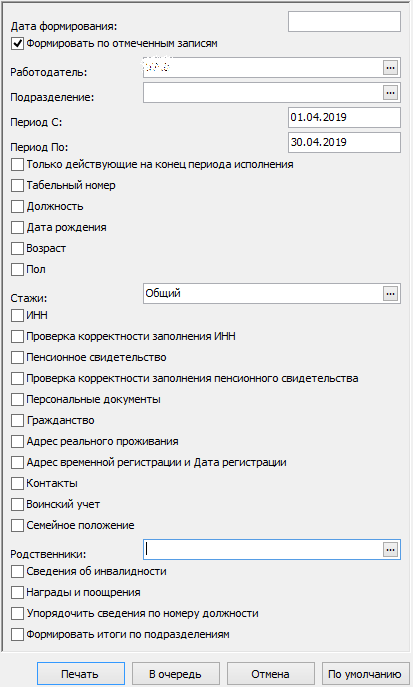 Дата формирования:
Формировать по отмеченным записям
Работодатель: ...
Подразделение: ...
Период С: 01.04.2019
Период По: 30.04.2019
Только действующие на конец периода исполнения
Табельный номер
Должность
Дата рождения
Возраст
Пол
Стажи: Общий ...
ИНН
Проверка корректности заполнения ИНН
Пенсионное свидетельство
Проверка корректности заполнения пенсионного свидетельства
Персональные документы
Гражданство
Адрес реального проживания
Адрес временной регистрации и Дата регистрации
Контакты
Воинский учет
Семейное положение
Родственники: ...
Сведения об инвалидности
Награды и поощрения
Упорядочить сведения по номеру должности
Формировать итоги по подразделениям
Печать В очередь Отмена По умолчанию